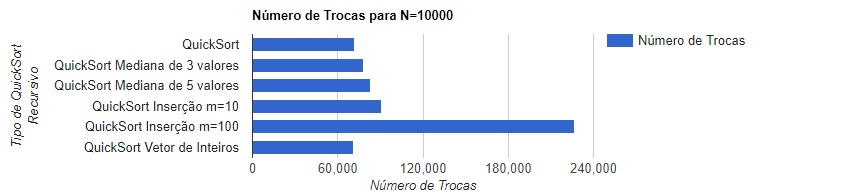 Número de Trocas para N=10000
Tipo de QuickSort
Recursivo
QuickSort
QuickSort Mediana de 3 valores
QuickSort Mediana de 5 valores
QuickSort Inserção m=10
QuickSort Inserção m=100
QuickSort Vetor de Inteiros
0
60,000
120,000
180,000
240,000
Número de Trocas
Número de Trocas